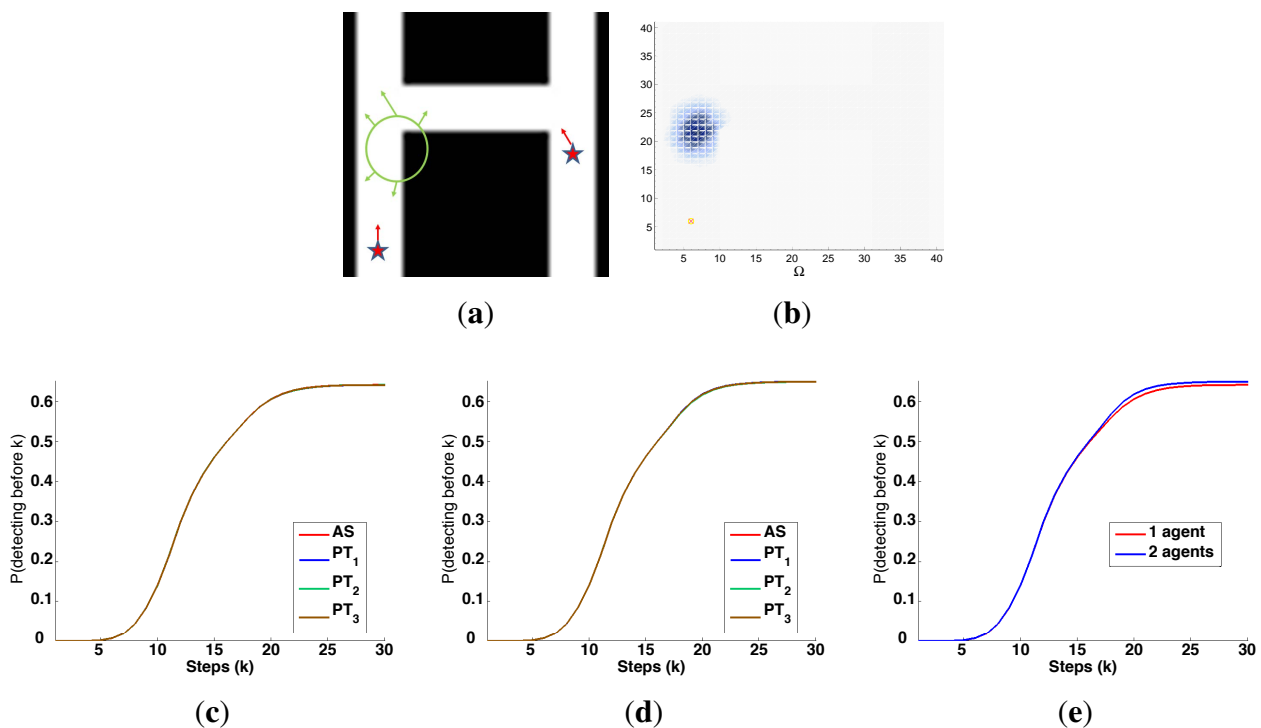 40
35
30
25
20
15
10
5
5 10 15 20 25 30 35 40
Ω
(a)
(b)
P(detecting before k)
0.6
0.5
0.4
0.3
0.2
0.1
0
5 10 15 20 25 30
Steps (k)
AS
PT1
PT2
PT3
(c)
P(detecting before k)
0.6
0.5
0.4
0.3
0.2
0.1
0
5 10 15 20 25 30
Steps (k)
AS
PT1
PT2
PT3
(d)
P(detecting before k)
0.6
0.5
0.4
0.3
0.2
0.1
0
5 10 15 20 25 30
Steps (k)
1 agent
2 agents
(e)